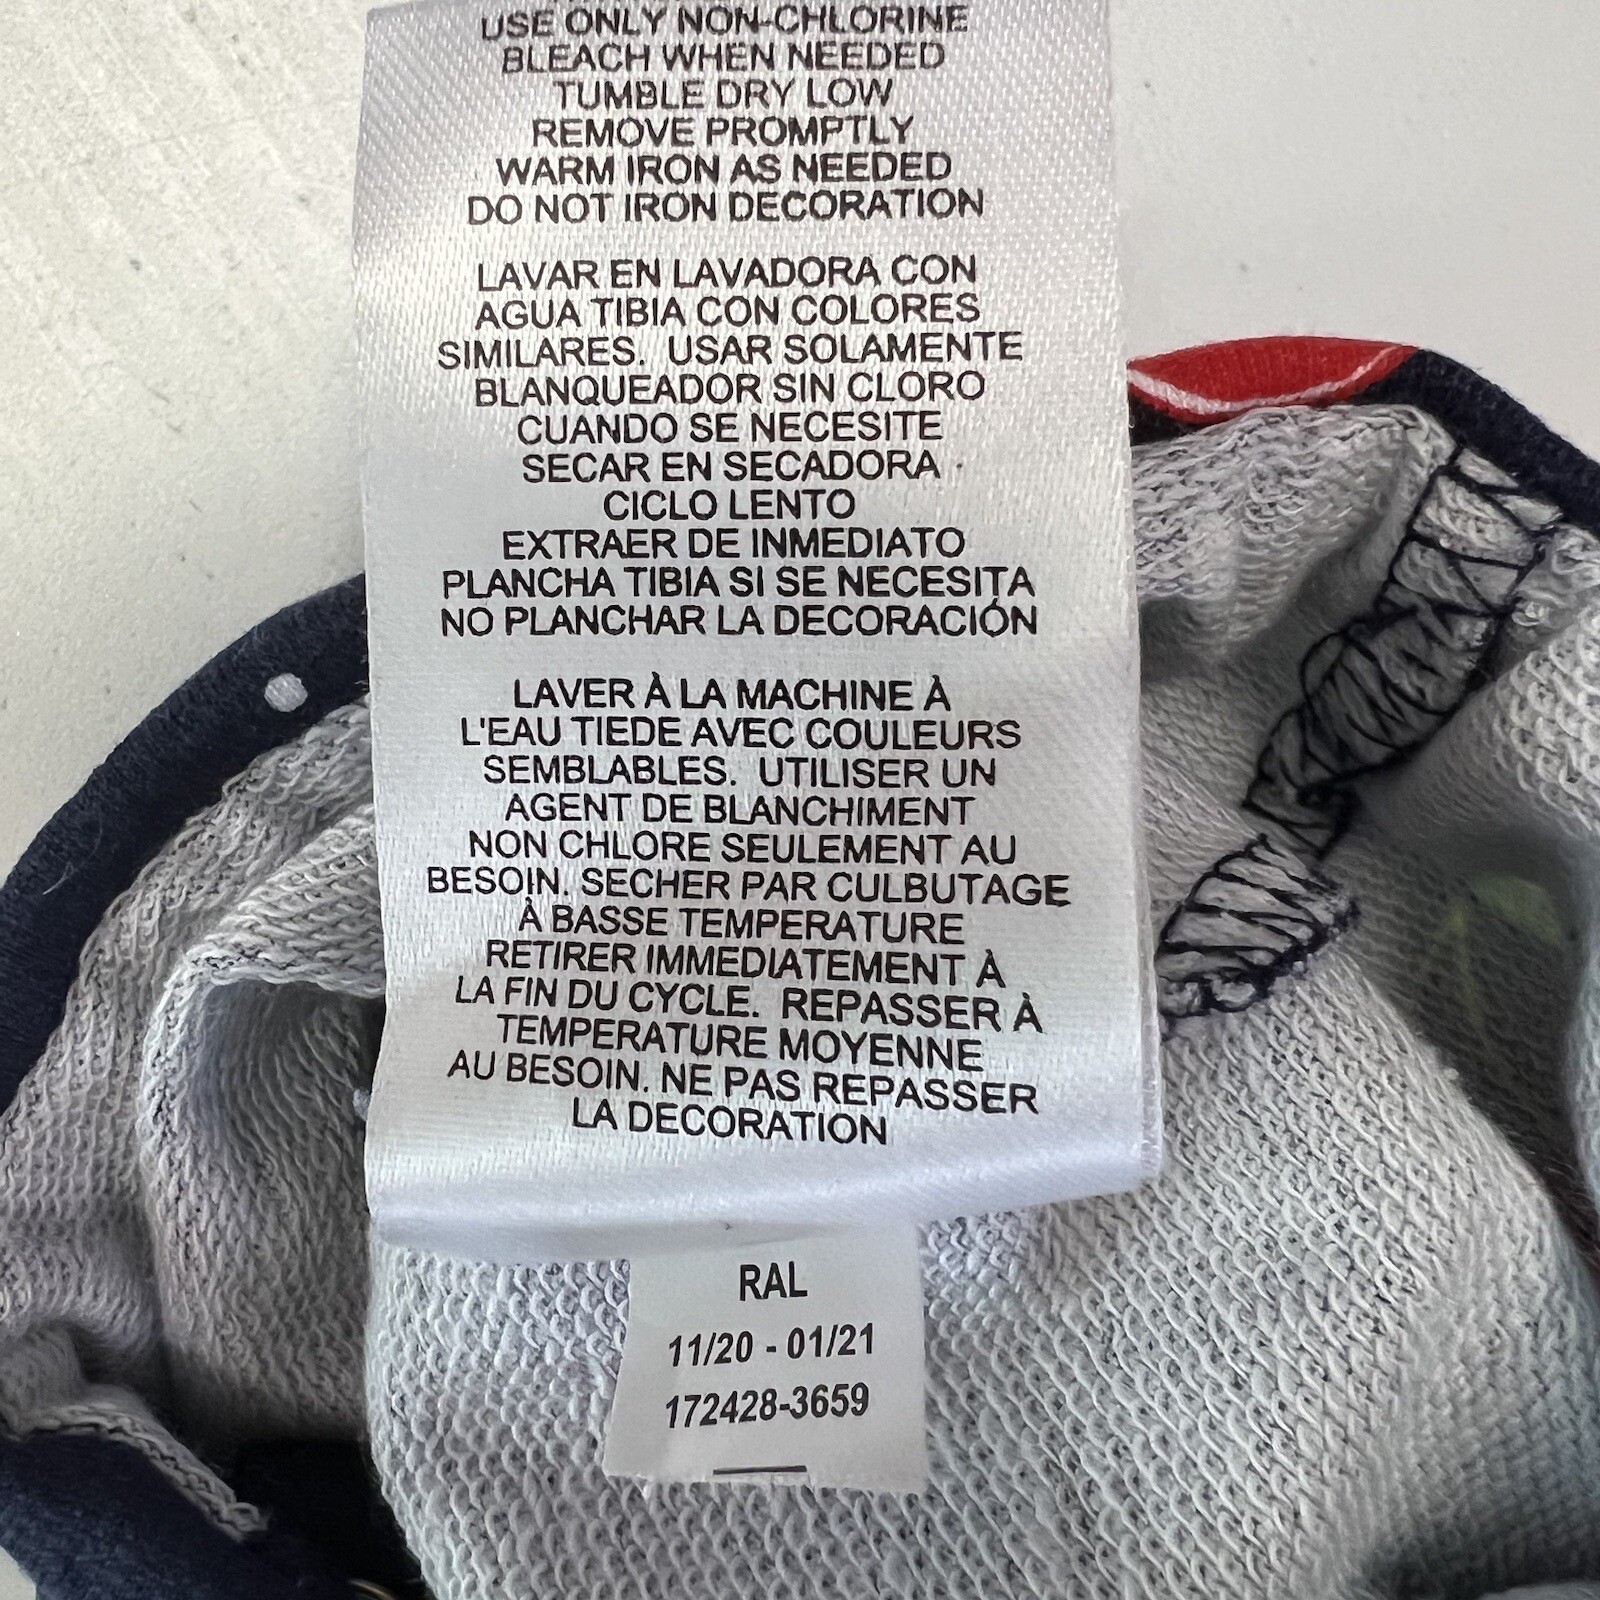 USE ONLY NON-CHLORINE
BLEACH WHEN NEEDED
TUMBLE DRY LOW
REMOVE PROMPTLY
WARM IRON AS NEEDED
DO NOT IRON DECORATION
LAVAR EN LAVADORA CON
AGUA TIBIA CON COLORES
SIMILARES. USAR SOLAMENTE
BLANQUEADOR SIN CLORO
CUANDO SE NECESITE
SECAR EN SECADORA
CICLO LENTO
EXTRAER DE INMEDIATO
PLANCHA TIBIA SI SE NECESITA
NO PLANCHAR LA DECORACIÓN
LAVER À LA MACHINE À
L'EAU TIEDE AVEC COULEURS
SEMBLABLES. UTILISER UN
AGENT DE BLANCHIMENT
NON CHLORE SEULEMENT AU
BESOIN. SECHER PAR CULBUTAGE
À BASSE TEMPERATURE
RETIRER IMMEDIATEMENT À
LA FIN DU CYCLE. REPASSER À
TEMPERATURE MOYENNE
AU BESOIN. NE PAS REPASSER
LA DECORATION
RAL
11/20 - 01/21
172428-3659